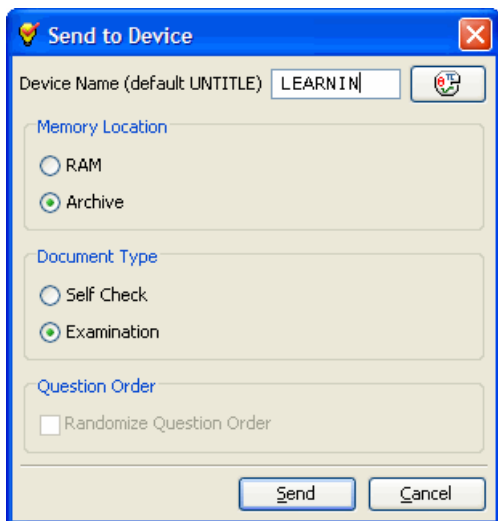 Send to Device
Device Name (default UNTITLE) LEARNIN
Memory Location
RAM
Archive
Document Type
Self Check
Examination
Question Order
Randomize Question Order
Send Cancel